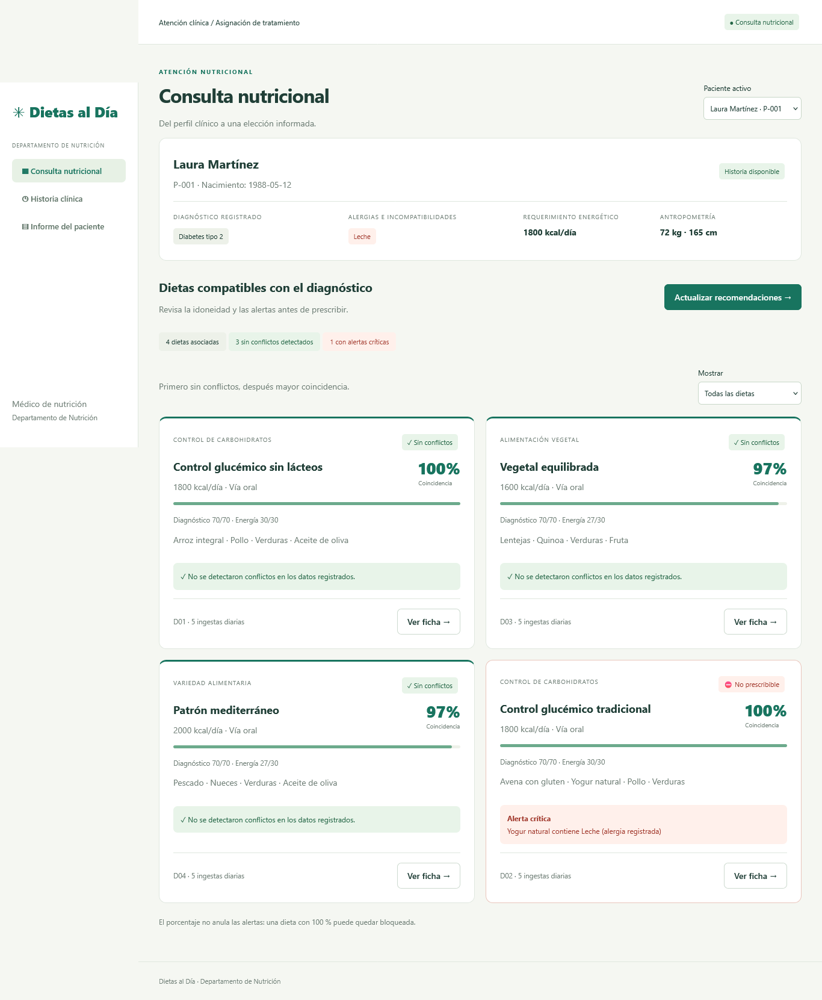 Atención clínica / Asignación de tratamiento
● Consulta nutricional
✳ Dietas al Día
DEPARTAMENTO DE NUTRICIÓN
▦ Consulta nutricional
◷ Historia clínica
▤ Informe del paciente
Médico de nutrición
Departamento de Nutrición
ATENCIÓN NUTRICIONAL
Consulta nutricional
Del perfil clínico a una elección informada.
Paciente activo
Laura Martínez · P-001
Laura Martínez
P-001 · Nacimiento: 1988-05-12
Historia disponible
DIAGNÓSTICO REGISTRADO
Diabetes tipo 2
ALERGIAS E INCOMPATIBILIDADES
Leche
REQUERIMIENTO ENERGÉTICO
1800 kcal/día
ANTROPOMETRÍA
72 kg · 165 cm
Dietas compatibles con el diagnóstico
Revisa la idoneidad y las alertas antes de prescribir.
Actualizar recomendaciones →
4 dietas asociadas
3 sin conflictos detectados
1 con alertas críticas
Primero sin conflictos, después mayor coincidencia.
Mostrar
Todas las dietas
CONTROL DE CARBOHIDRATOS
✓ Sin conflictos
Control glucémico sin lácteos
1800 kcal/día · Vía oral
100%
Coincidencia
Diagnóstico 70/70 · Energía 30/30
Arroz integral · Pollo · Verduras · Aceite de oliva
✓ No se detectaron conflictos en los datos registrados.
D01 · 5 ingestas diarias
Ver ficha →
ALIMENTACIÓN VEGETAL
✓ Sin conflictos
Vegetal equilibrada
1600 kcal/día · Vía oral
97%
Coincidencia
Diagnóstico 70/70 · Energía 27/30
Lentejas · Quinoa · Verduras · Fruta
✓ No se detectaron conflictos en los datos registrados.
D03 · 5 ingestas diarias
Ver ficha →
VARIEDAD ALIMENTARIA
✓ Sin conflictos
Patrón mediterráneo
2000 kcal/día · Vía oral
97%
Coincidencia
Diagnóstico 70/70 · Energía 27/30
Pescado · Nueces · Verduras · Aceite de oliva
✓ No se detectaron conflictos en los datos registrados.
D04 · 5 ingestas diarias
Ver ficha →
CONTROL DE CARBOHIDRATOS
⛔ No prescribible
Control glucémico tradicional
1800 kcal/día · Vía oral
100%
Coincidencia
Diagnóstico 70/70 · Energía 30/30
Avena con gluten · Yogur natural · Pollo · Verduras
Alerta crítica
Yogur natural contiene Leche (alergia registrada)
D02 · 5 ingestas diarias
Ver ficha →
El porcentaje no anula las alertas: una dieta con 100 % puede quedar bloqueada.
Dietas al Día · Departamento de Nutrición